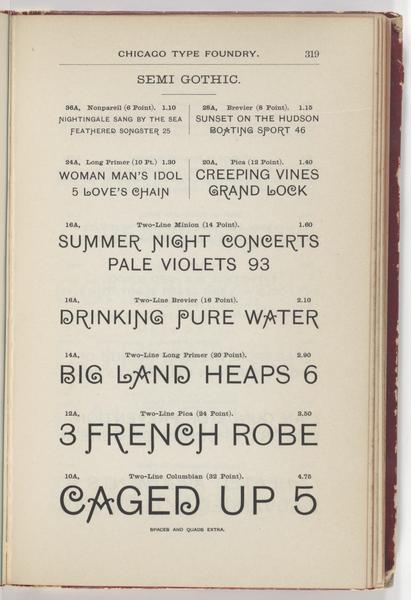 CHICAGO TYPE FOUNDRY. 319
SEMI GOTHIC.
36A, Nonpareil (6 Point). 1.10
NIGHTINGALE SANG BY THE SEA
FEATHERED SONGSTER 25
28A, Brevier (8 Point). 1.15
SUNSET ON THE HUDSON
BOATING SPORT 46
24A, Long Primer (10 Pt.) 1.30
WOMAN MAN'S IDOL
5 LOVE'S CHAIN
20A, Pica (12 Point). 1.40
CREEPING VINES
GRAND LOCK
16A, Two-Line Minion (14 Point). 1.60
SUMMER NIGHT CONCERTS
PALE VIOLETS 93
16A, Two-Line Brevier (16 Point). 2.10
DRINKING PURE WATER
14A, Two-Line Long Primer (20 Point). 2.90
BIG LAND HEAPS 6
12A, Two-Line Pica (24 Point). 3.50
3 FRENCH ROBE
10A, Two-Line Columbian (32 Point). 4.75
CAGED UP 5
SPACES AND QUADS EXTRA.